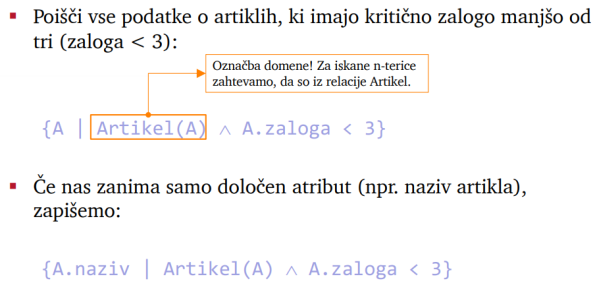 ▪ Poišči vse podatke o artiklih, ki imajo kritično zalogo manjšo od
tri (zaloga < 3):
Označba domene! Za iskane n-terice
zahtevamo, da so iz relacije Artikel.
{A | Artikel(A) ∧ A.zaloga < 3}
▪ Če nas zanima samo določen atribut (npr. naziv artikla),
zapišemo:
{A.naziv | Artikel(A) ∧ A.zaloga < 3}